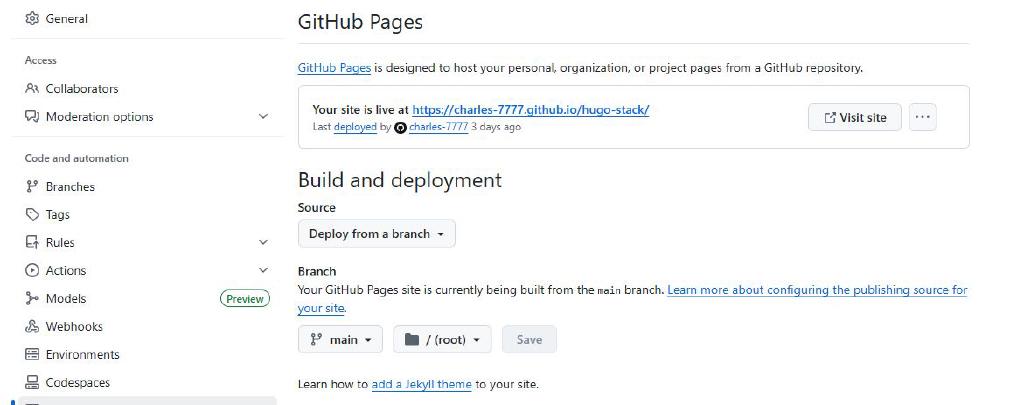 General
Access
Collaborators
Moderation options
Code and automation
Branches
Tags
Rules
Actions
Models
Preview
Webhooks
Environments
Codespaces
GitHub Pages
GitHub Pages is designed to host your personal, organization, or project pages from a GitHub repository.
Your site is live at https://charles-7777.github.io/hugo-stack/
Last deployed by charles-7777 3 days ago
Visit site
Build and deployment
Source
Deploy from a branch
Branch
Your GitHub Pages site is currently being built from the main branch. Learn more about configuring the publishing source for
your site.
main
/ (root)
Save
Learn how to add a Jekyll theme to your site.